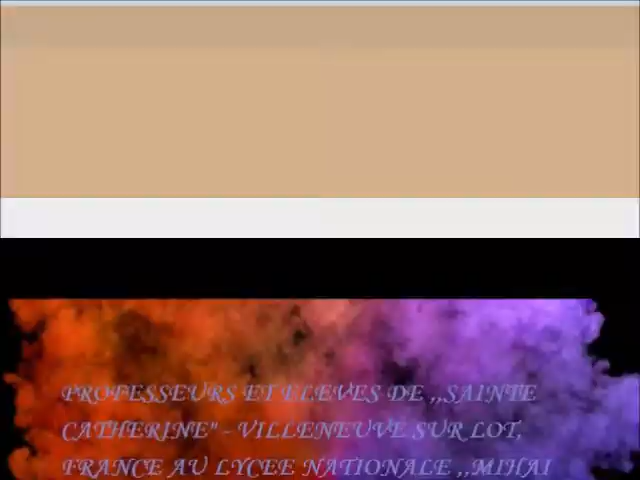 PROFESSEURS ET ELEVES DE ,,SAINTE
CATHERINE" - VILLENEUVE SUR LOT,
FRANCE AU LYCEE NATIONALE ,,MIHAI